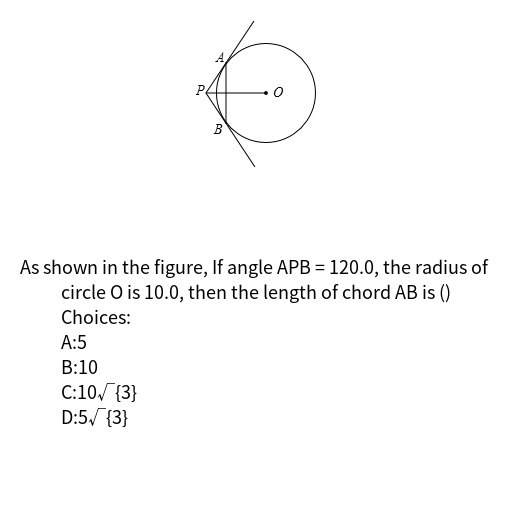 A
P
O
B
As shown in the figure, If angle APB = 120.0, the radius of
circle O is 10.0, then the length of chord AB is ()
Choices:
A:5
B:10
C:10√{3}
D:5√{3}